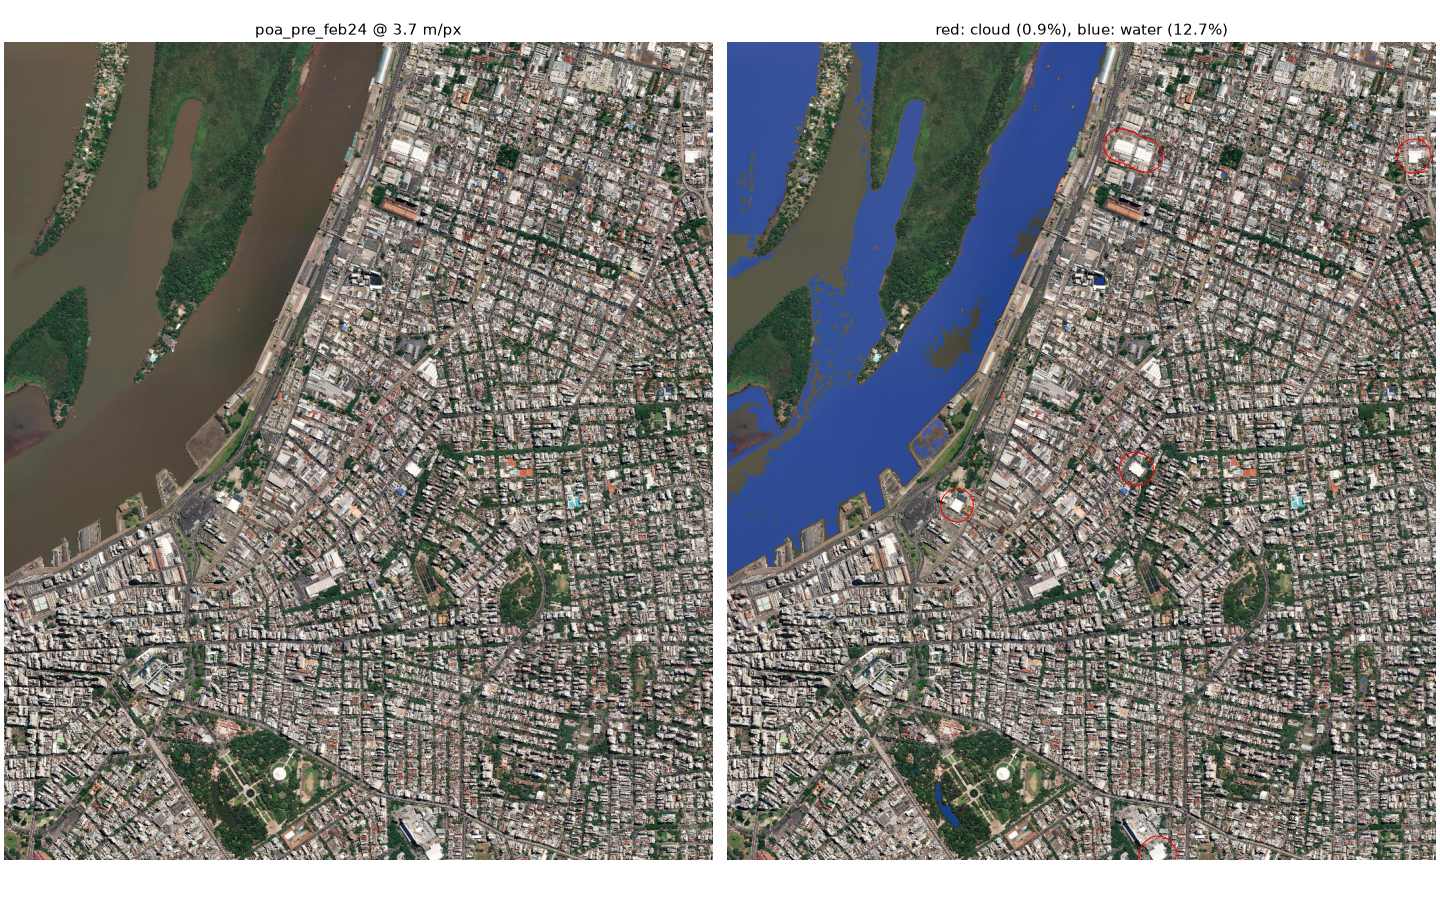 poa_pre_feb24 @ 3.7 m/px
red: cloud (0.9%), blue: water (12.7%)